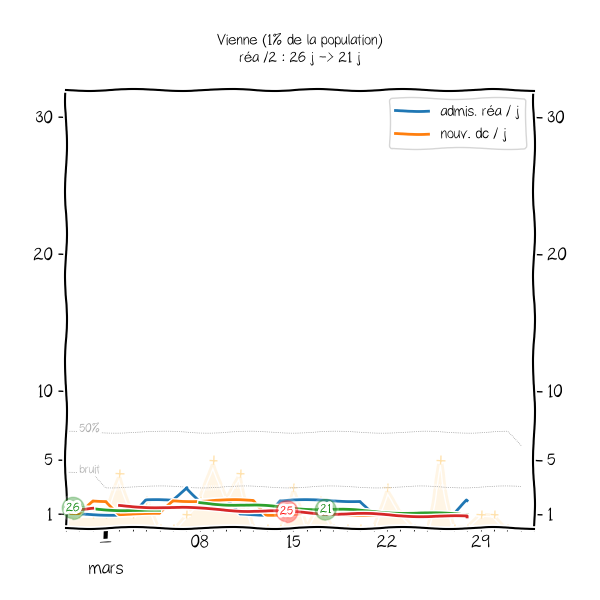 Vienne (1% de la population)
réa /2 : 26 j -> 21 j
admis. réa / j
nouv. dc / j
30 30
20 20
10 10
50%
5 5
bruit
26 25 21
1 1
1 08 15 22 29
mars